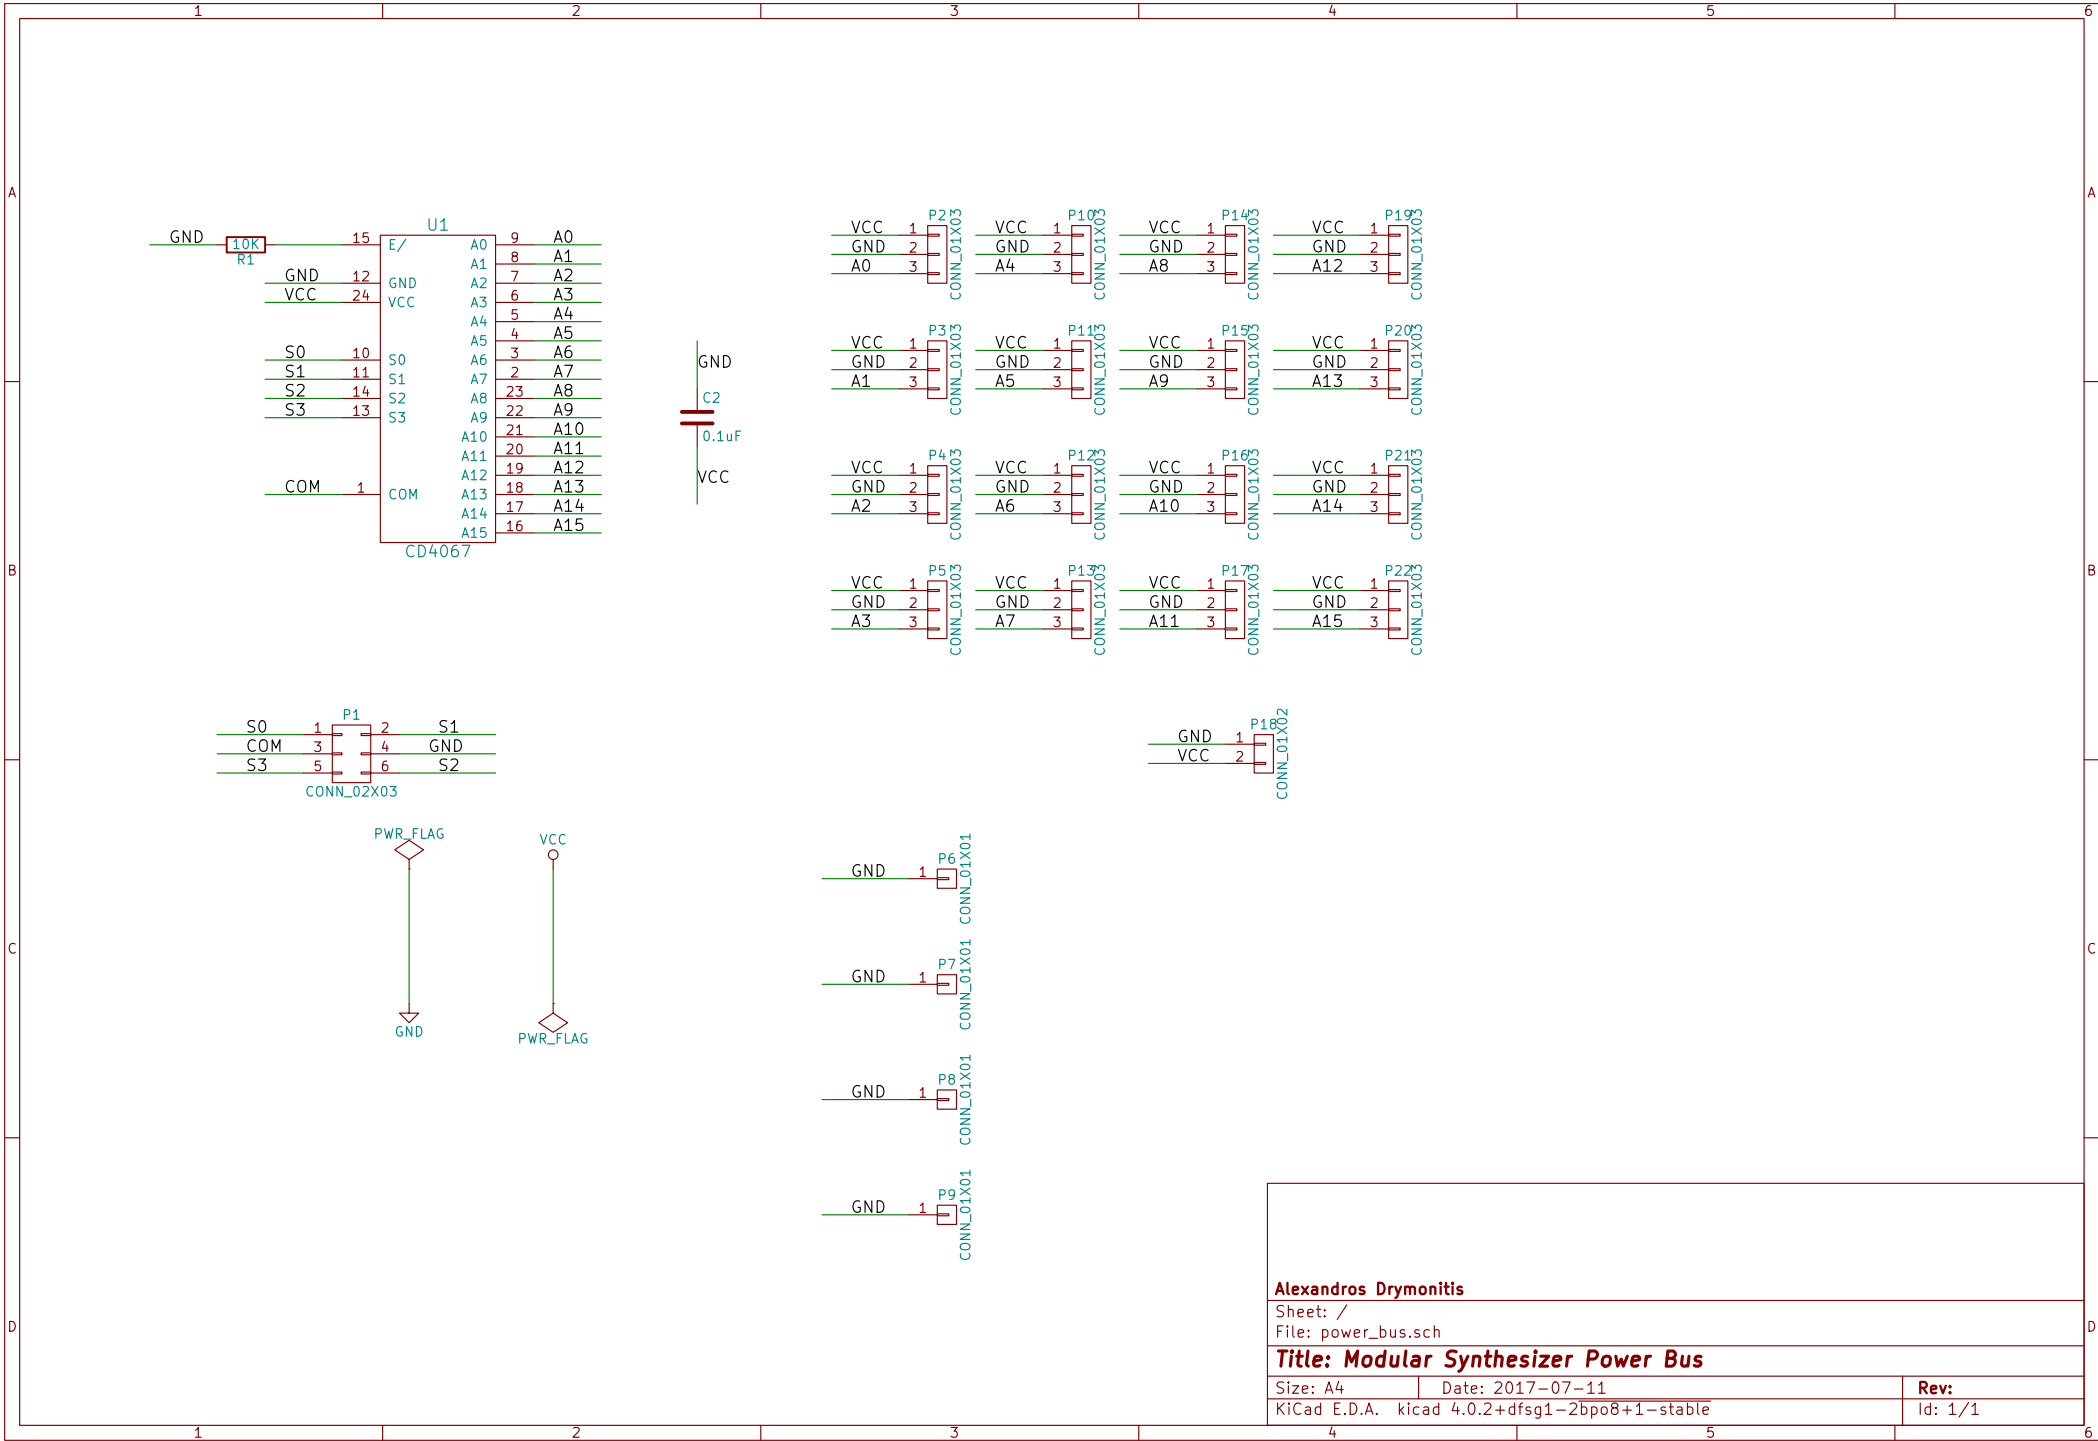 1 2 3 4 5 6
A A
U1
GND 10K 15 E/ A0 9 A0
R1
A1 8 A1
GND 12 GND A2 7 A2
VCC 24 VCC A3 6 A3
A4 5 A4
A5 4 A5
S0 10 S0 A6 3 A6
S1 11 S1 A7 2 A7
S2 14 S2 A8 23 A8
S3 13 S3 A9 22 A9
A10 21 A10
A11 20 A11
A12 19 A12
COM 1 COM A13 18 A13
A14 17 A14
A15 16 A15
CD4067
GND
C2
0.1uF
VCC
P2 P10 P14 P19
VCC 1 VCC 1 VCC 1 VCC 1
GND 2 GND 2 GND 2 GND 2
A0 3 A4 3 A8 3 A12 3
CONN_01X03 CONN_01X03 CONN_01X03 CONN_01X03
P3 P11 P15 P20
VCC 1 VCC 1 VCC 1 VCC 1
GND 2 GND 2 GND 2 GND 2
A1 3 A5 3 A9 3 A13 3
CONN_01X03 CONN_01X03 CONN_01X03 CONN_01X03
P4 P12 P16 P21
VCC 1 VCC 1 VCC 1 VCC 1
GND 2 GND 2 GND 2 GND 2
A2 3 A6 3 A10 3 A14 3
CONN_01X03 CONN_01X03 CONN_01X03 CONN_01X03
B B
P5 P13 P17 P22
VCC 1 VCC 1 VCC 1 VCC 1
GND 2 GND 2 GND 2 GND 2
A3 3 A7 3 A11 3 A15 3
CONN_01X03 CONN_01X03 CONN_01X03 CONN_01X03
P1
S0 1 2 S1
COM 3 4 GND
S3 5 6 S2
CONN_02X03
P18
GND 1
VCC 2
CONN_01X02
PWR_FLAG
GND
VCC
PWR_FLAG
P6
GND 1
CONN_01X01
C C
P7
GND 1
CONN_01X01
P8
GND 1
CONN_01X01
P9
GND 1
CONN_01X01
D D
Alexandros Drymonitis
Sheet: /
File: power_bus.sch
Title: Modular Synthesizer Power Bus
Size: A4 Date: 2017-07-11 Rev:
KiCad E.D.A. kicad 4.0.2+dfsg1-2bpo8+1-stable Id: 1/1
1 2 3 4 5 6